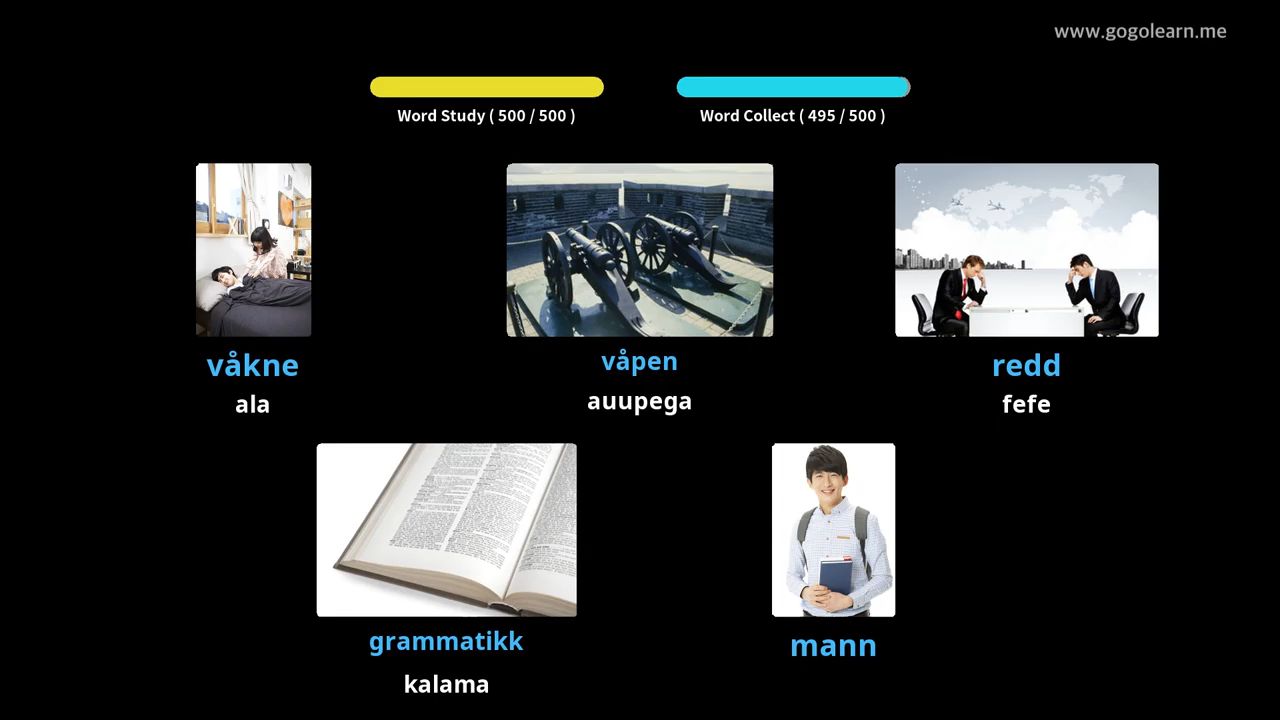 www.gogolearn.me
Word Study ( 500 / 500 )
Word Collect ( 495 / 500 )
våkne
ala
våpen
auupega
redd
fefe
grammatikk
kalama
mann